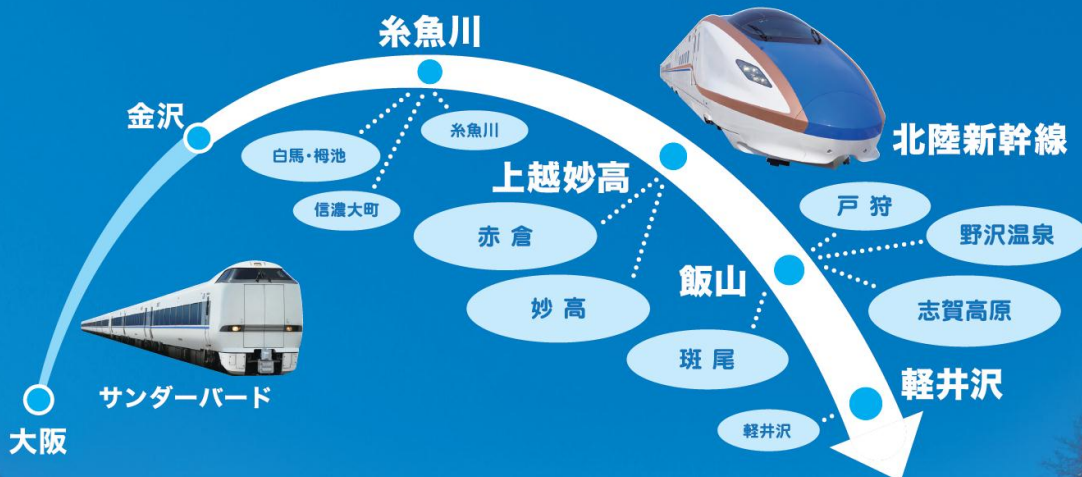 糸魚川
金沢
北陸新幹線
糸魚川
白馬・栂池
信濃大町
上越妙高
戸狩
赤倉
野沢温泉
飯山
妙高
志賀高原
斑尾
サンダーバード
軽井沢
軽井沢
大阪